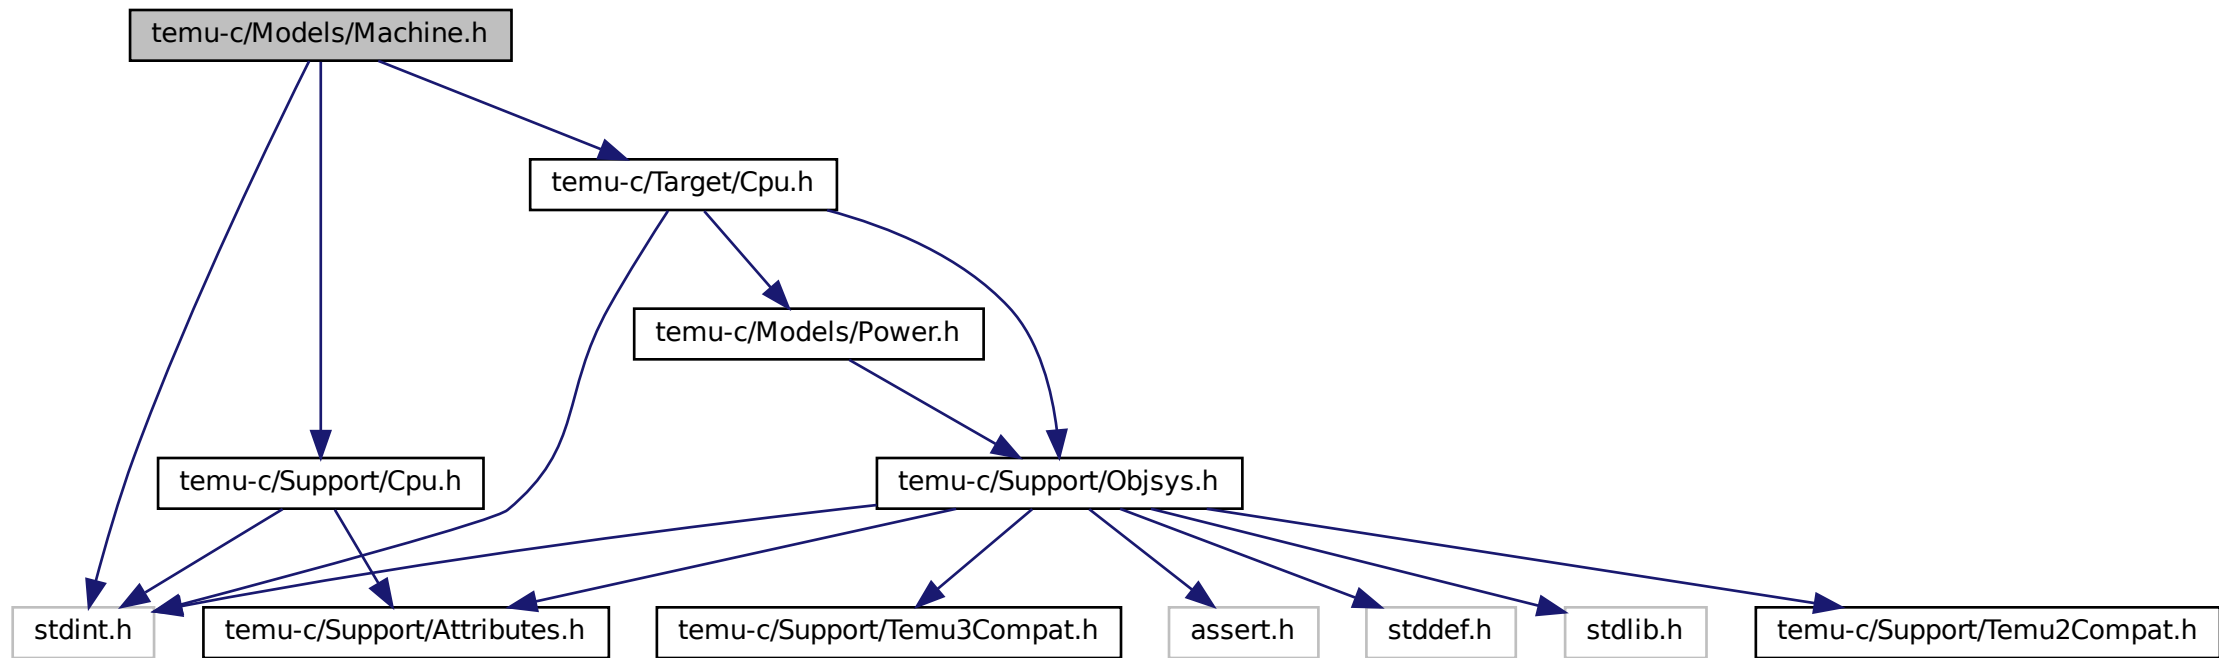 temu-c/Models/Machine.h
temu-c/Target/Cpu.h
temu-c/Models/Power.h
temu-c/Support/Cpu.h
temu-c/Support/Objsys.h
stdint.h
temu-c/Support/Attributes.h
temu-c/Support/Temu3Compat.h
assert.h
stddef.h
stdlib.h
temu-c/Support/Temu2Compat.h